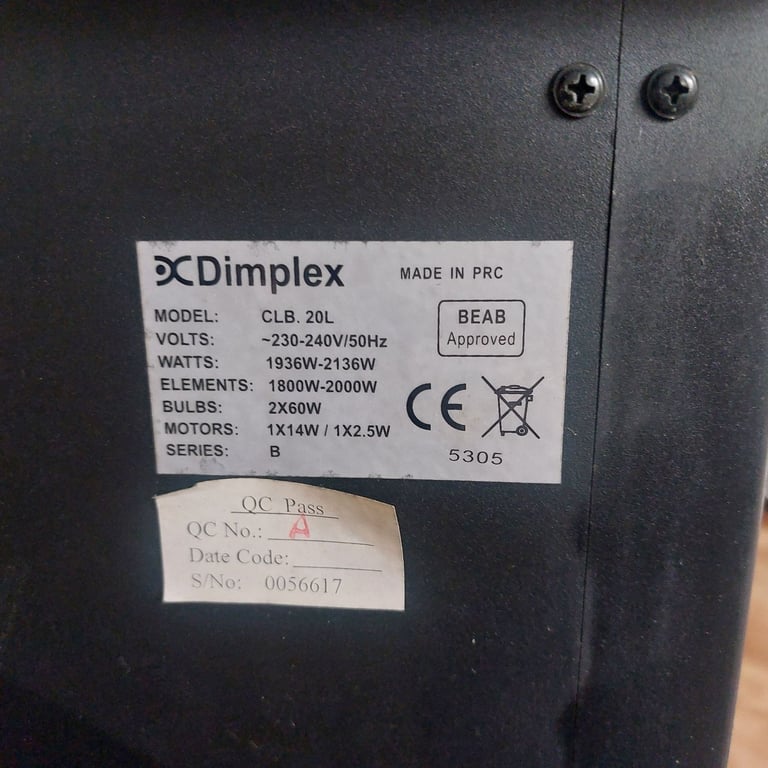 Dimplex MADE IN PRC
MODEL: CLB. 20L
BEAB
Approved
VOLTS: ~230-240V/50Hz
WATTS: 1936W-2136W
ELEMENTS: 1800W-2000W
BULBS: 2X60W
CE
MOTORS: 1X14W / 1X2.5W
SERIES: B
5305
QC Pass
QC No.: A
Date Code:
S/No: 0056617